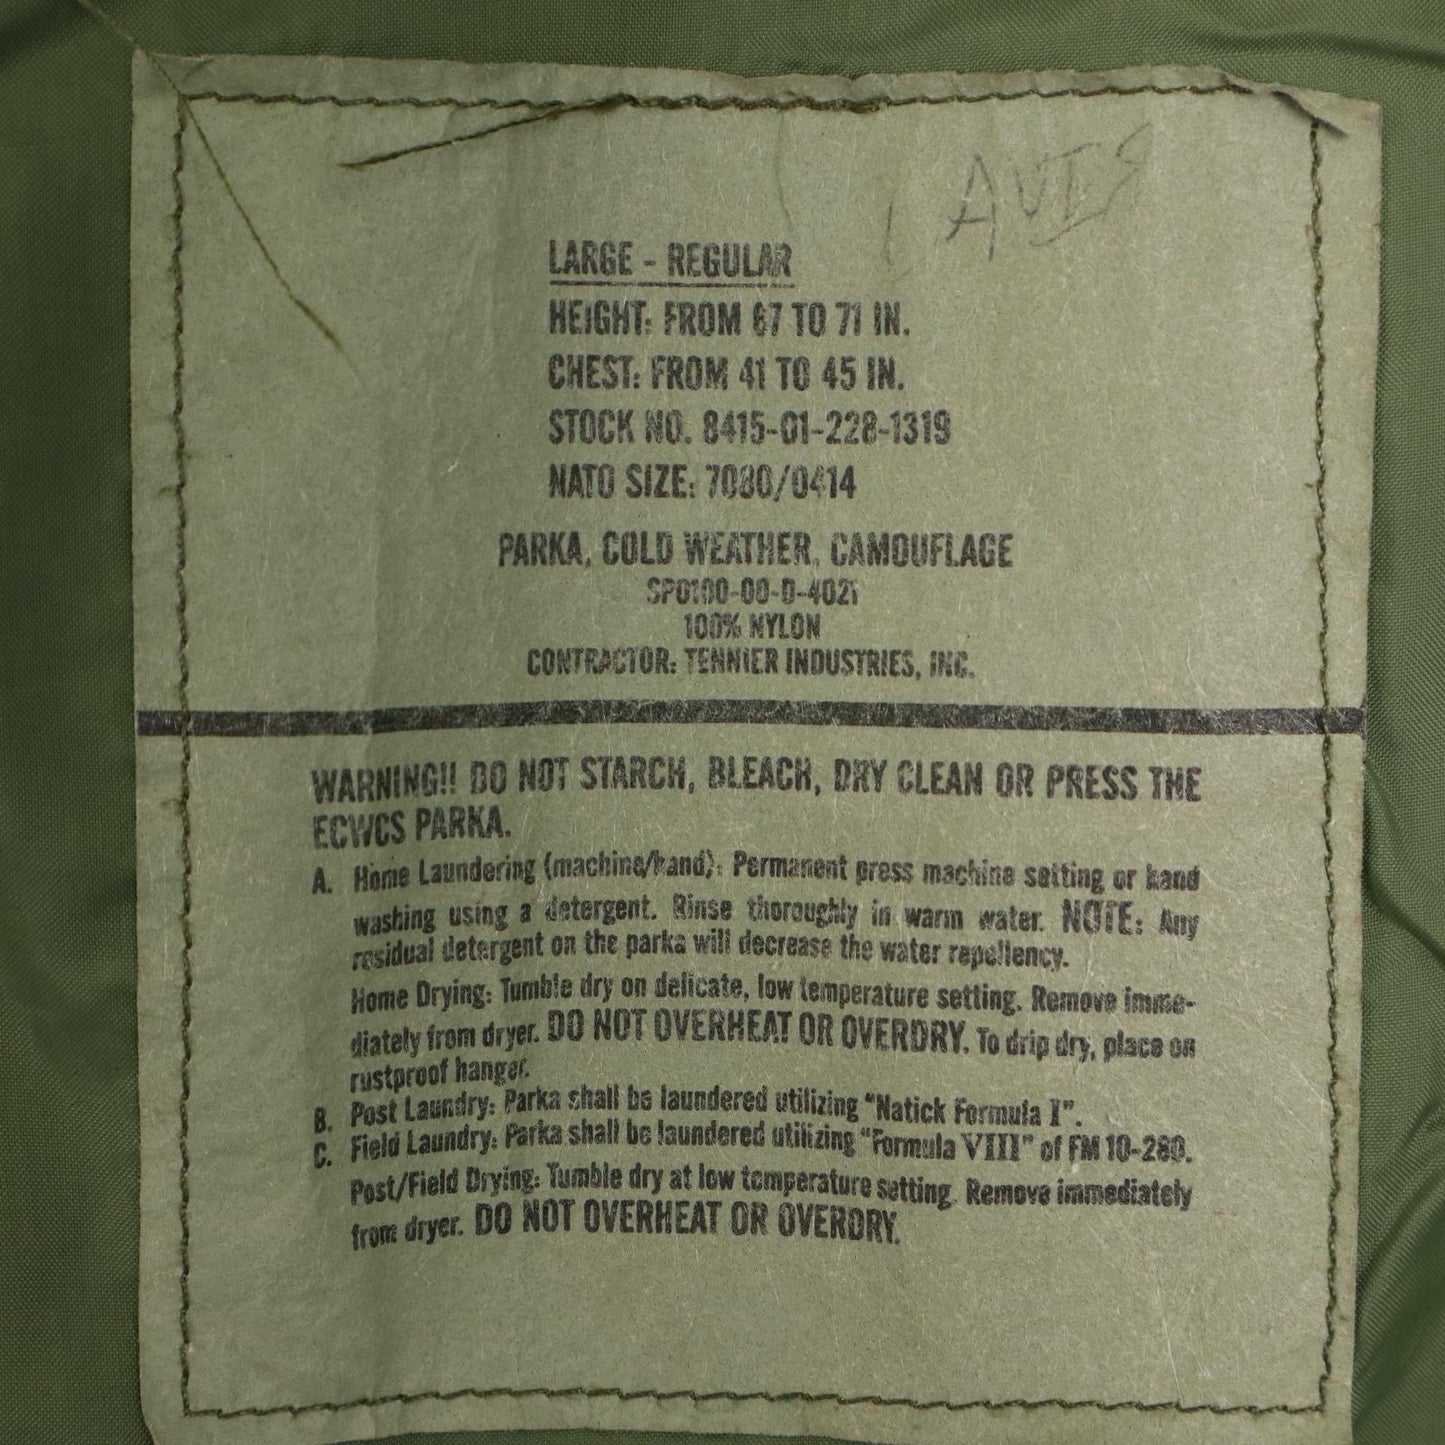 AVES
LARGE - REGULAR
HEIGHT: FROM 67 TO 71 IN.
CHEST: FROM 41 TO 45 IN.
STOCK NO. 8415-01-228-1319
NATO SIZE: 7080/0414
PARKA, COLD WEATHER, CAMOUFLAGE
SPO100-00-D-4021
100% NYLON
CONTRACTOR: TENNIER INDUSTRIES, INC.
WARNING!! DO NOT STARCH, BLEACH, DRY CLEAN OR PRESS THE
ECWCS PARKA.
A. Home Laundering (machine/hand): Permanent press machine setting or hand
washing using a detergent. Rinse thoroughly in warm water. NOTE: Any
residual detergent on the parka will decrease the water repellency.
Home Drying: Tumble dry on delicate, low temperature setting. Remove imme-
diately from dryer. DO NOT OVERHEAT OR OVERDRY. To drip dry, place on
rustproof hanger.
B. Post Laundry: Parka shall be laundered utilizing "Natick Formula I".
C. Field Laundry: Parka shall be laundered utilizing "Formula VIII" of FM 10-280.
Post/Field Drying: Tumble dry at low temperature setting. Remove immediately
from dryer. DO NOT OVERHEAT OR OVERDRY.